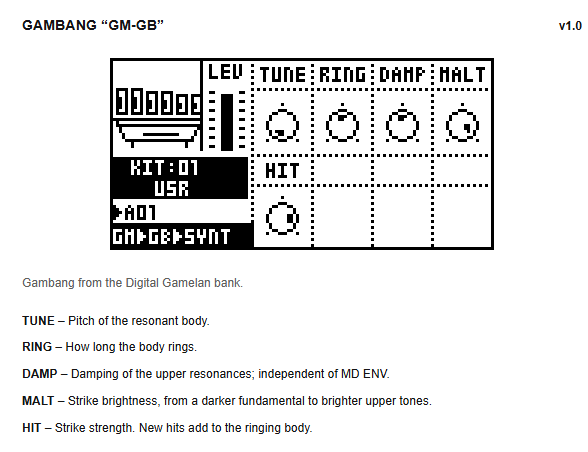 GAMBANG “GM-GB”
v1.0
LEV TUNE RING DAMP MALT
KIT:01
USR
HIT
A01
GM▸GB▸SYNT
Gambang from the Digital Gamelan bank.
TUNE – Pitch of the resonant body.
RING – How long the body rings.
DAMP – Damping of the upper resonances; independent of MD ENV.
MALT – Strike brightness, from a darker fundamental to brighter upper tones.
HIT – Strike strength. New hits add to the ringing body.